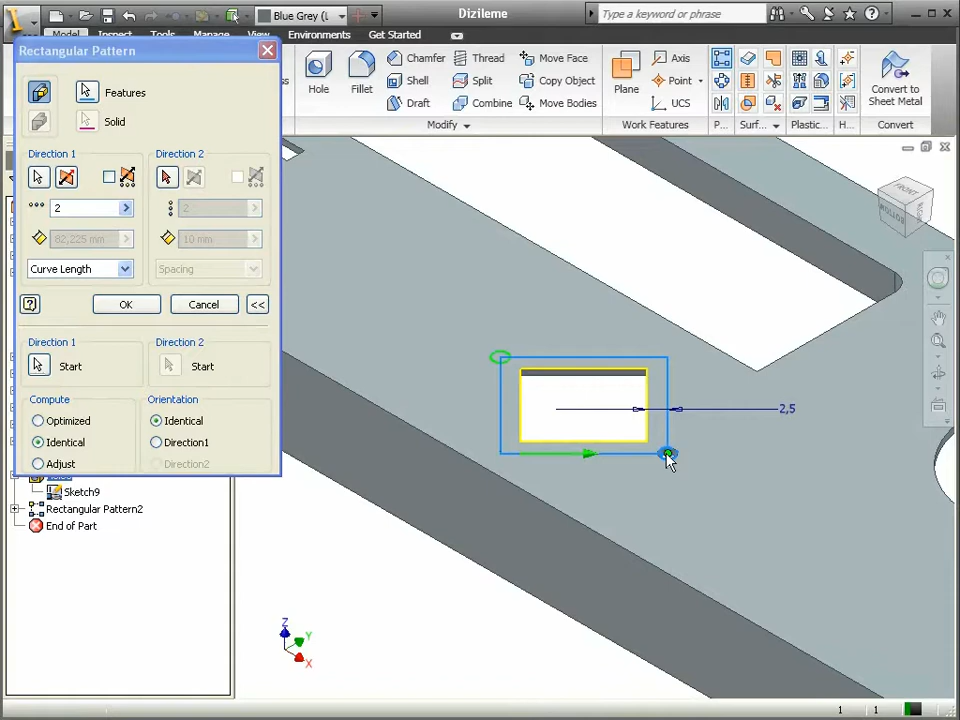 Blue Grey (l
Dizileme
Type a keyword or phrase
Model
Inspect
Tools
Manage
View
Environments
Get Started
Rectangular Pattern
Features
Solid
Direction 1
Direction 2
2
2
82,225 mm
10 mm
Curve Length
Spacing
OK
Cancel
<<
Direction 1
Direction 2
Start
Start
Compute
Orientation
Optimized
Identical
Identical
Direction1
Adjust
Direction2
Hole
Fillet
Chamfer
Shell
Draft
Thread
Split
Combine
Move Face
Copy Object
Move Bodies
Modify
Plane
Axis
Point
UCS
Work Features
P...
Surf...
Plastic...
H...
Convert to
Sheet Metal
Convert
FRONT
BOTTOM
2,5
Sketch9
Rectangular Pattern2
End of Part
Z
Y
X
1
1